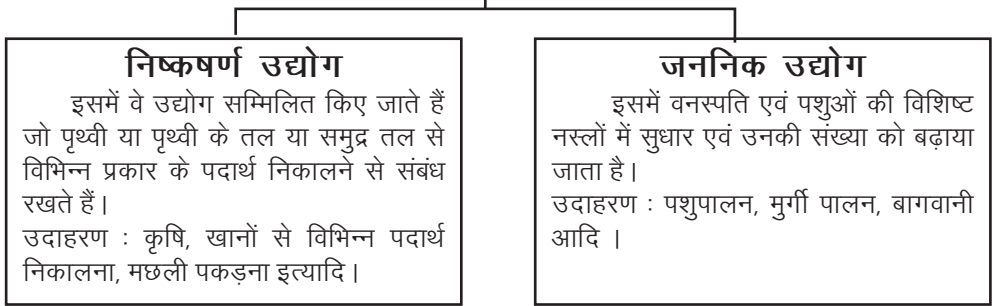 निष्कषर्ण उद्योग
इसमें वे उद्योग सम्मिलित किए जाते हैं
जो पृथ्वी या पृथ्वी के तल या समुद्र तल से
विभिन्न प्रकार के पदार्थ निकालने से संबंध
रखते हैं।
उदाहरण : कृषि, खानों से विभिन्न पदार्थ
निकालना, मछली पकड़ना इत्यादि।
जननिक उद्योग
इसमें वनस्पति एवं पशुओं की विशिष्ट
नस्लों में सुधार एवं उनकी संख्या को बढ़ाया
जाता है।
उदाहरण : पशुपालन, मुर्गी पालन, बागवानी
आदि ।